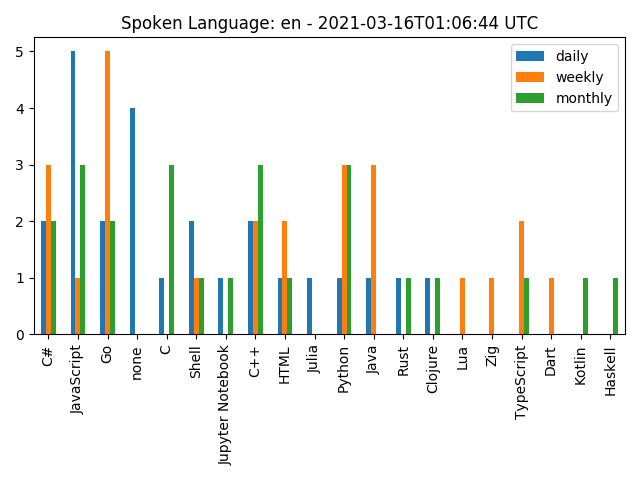 Spoken Language: en - 2021-03-16T01:06:44 UTC
daily
weekly
monthly
5
4
3
2
1
0
C#
JavaScript
Go
none
C
Shell
Jupyter Notebook
C++
HTML
Julia
Python
Java
Rust
Clojure
Lua
Zig
TypeScript
Dart
Kotlin
Haskell